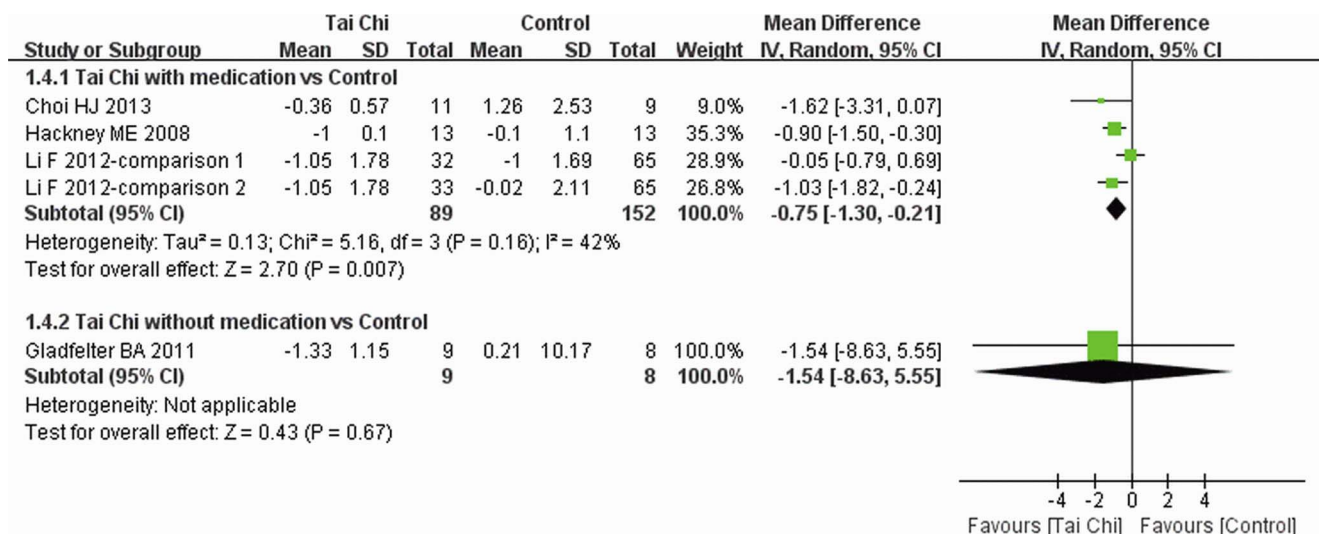 Tai Chi Control Mean Difference Mean Difference
Study or Subgroup Mean SD Total Mean SD Total Weight IV, Random, 95% CI IV, Random, 95% CI
1.4.1 Tai Chi with medication vs Control
Choi HJ 2013 -0.36 0.57 11 1.26 2.53 9 9.0% -1.62 [-3.31, 0.07]
Hackney ME 2008 -1 0.1 13 -0.1 1.1 13 35.3% -0.90 [-1.50, -0.30]
Li F 2012-comparison 1 -1.05 1.78 32 -1 1.69 65 28.9% -0.05 [-0.79, 0.69]
Li F 2012-comparison 2 -1.05 1.78 33 -0.02 2.11 65 26.8% -1.03 [-1.82, -0.24]
Subtotal (95% CI) 89 152 100.0% -0.75 [-1.30, -0.21]
Heterogeneity: Tau² = 0.13; Chi² = 5.16, df = 3 (P = 0.16); I² = 42%
Test for overall effect: Z = 2.70 (P = 0.007)
1.4.2 Tai Chi without medication vs Control
Gladfelter BA 2011 -1.33 1.15 9 0.21 10.17 8 100.0% -1.54 [-8.63, 5.55]
Subtotal (95% CI) 9 8 100.0% -1.54 [-8.63, 5.55]
Heterogeneity: Not applicable
Test for overall effect: Z = 0.43 (P = 0.67)
-4 -2 0 2 4
Favours [Tai Chi] Favours [Control]